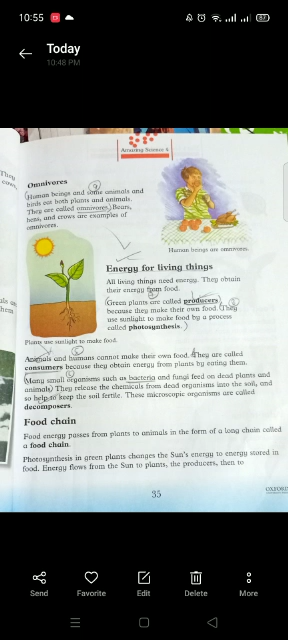 10:55
87
Today
10:48 PM
Amazing Science 4
They
cows,
Omnivores
Human beings and some animals and
birds eat both plants and animals.
They are called omnivores. Bears,
hens, and crows are examples of
omnivores.
Human beings are omnivores.
Energy for living things
All living things need energy. They obtain
their energy from food.
Green plants are called producers
because they make their own food. They
use sunlight to make food by a process
called photosynthesis.
Plants use sunlight to make food.
Animals and humans cannot make their own food. They are called
consumers because they obtain energy from plants by eating them.
Many small organisms such as bacteria and fungi feed on dead plants and
animals. They release the chemicals from dead organisms into the soil, and
so help to keep the soil fertile. These microscopic organisms are called
decomposers.
Food chain
Food energy passes from plants to animals in the form of a long chain called
a food chain.
Photosynthesis in green plants changes the Sun's energy to energy stored in
food. Energy flows from the Sun to plants, the producers, then to
35
OXFORD
Send
Favorite
Edit
Delete
More